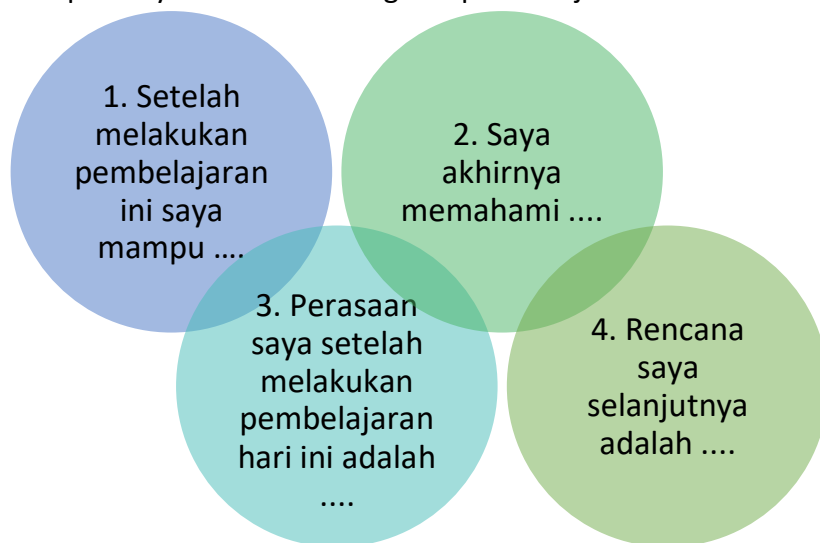 1. Setelah
melakukan
pembelajaran
ini saya
mampu ....
2. Saya
akhirnya
memahami ....
3. Perasaan
saya setelah
melakukan
pembelajaran
hari ini adalah
....
4. Rencana
saya
selanjutnya
adalah ....